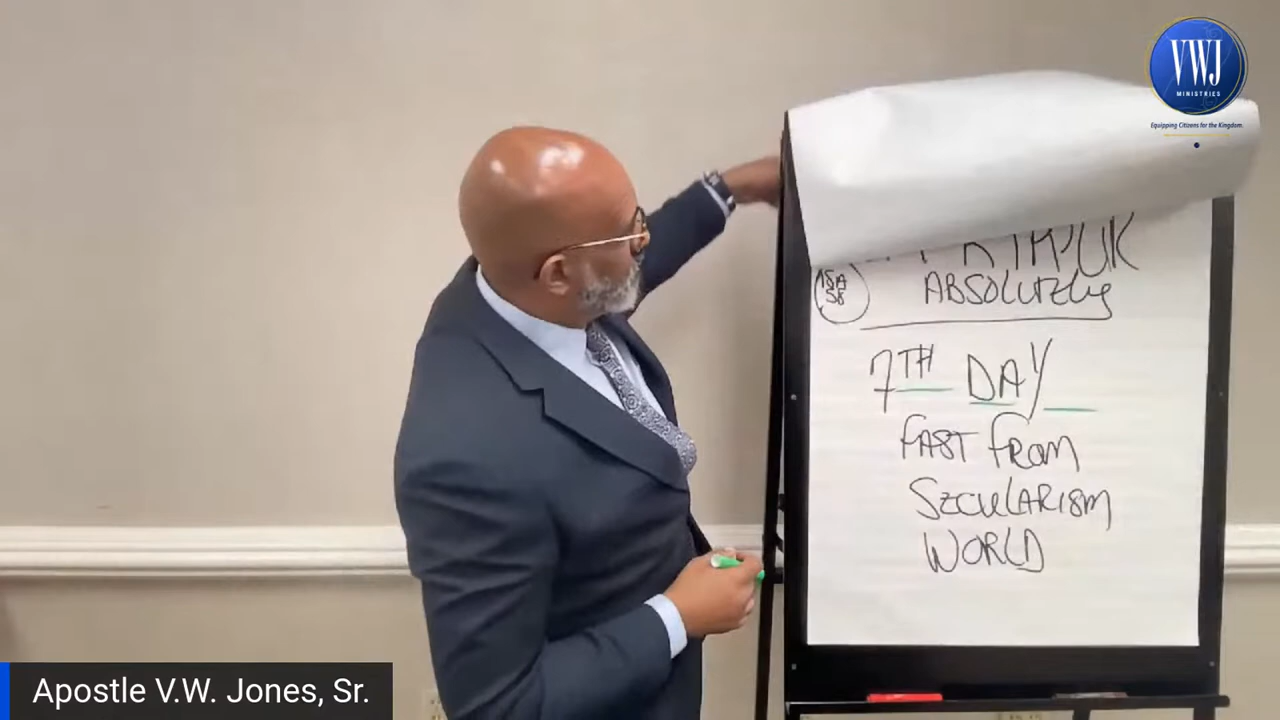 VWJ
MINISTRIES
Equipping Citizens for the Kingdom.
ISA
58
ABSOLUTELY
7TH DAY
FAST FROM
SECULARISM
WORLD
Apostle V.W. Jones, Sr.